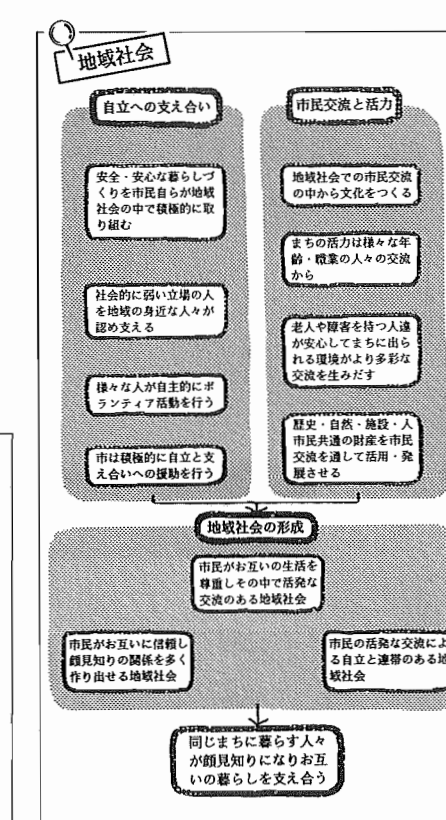 地域社会
自立への支え合い
安全・安心な暮らしづ
くりを市民自らが地域
社会の中で積極的に取
り組む
社会的に弱い立場の人
を地域の身近な人々が
認め支える
様々な人が自主的にボ
ランティア活動を行う
市は積極的に自立と支
え合いへの援助を行う
市民交流と活力
地域社会での市民交流
の中から文化をつくる
まちの活力は様々な年
齢・職業の人々の交流
から
老人や障害を持つ人達
が安心してまちに出ら
れる環境がより多彩な
交流を生みだす
歴史・自然・施設・人
市民共通の財産を市民
交流を通して活用・発
展させる
地域社会の形成
市民がお互いの生活を
尊重しその中で活発な
交流のある地域社会
市民がお互いに信頼し
顔見知りの関係を多く
作り出せる地域社会
市民の活発な交流によ
る自立と連帯のある地
域社会
同じまちに暮らす人々
が顔見知りになりお互
いの暮らしを支え合う